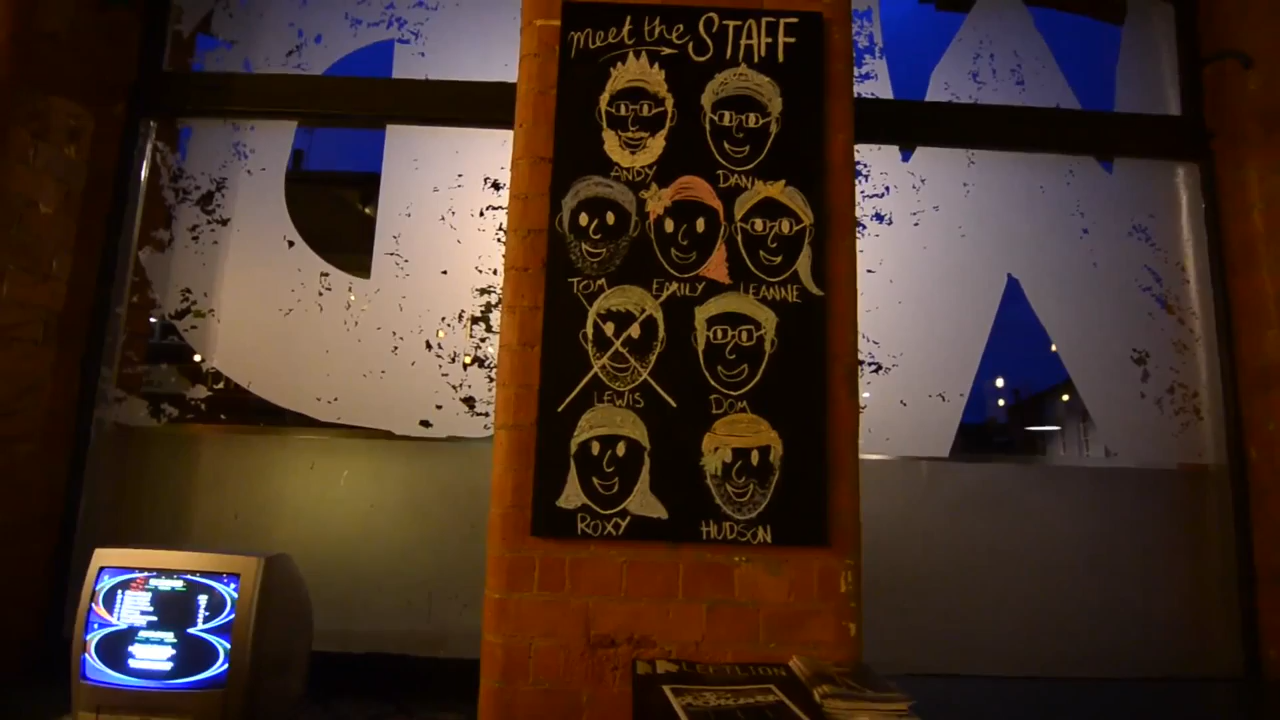 meet the STAFF
ANDY
TOM EMILY LEANNE
LEWIS DOM
ROXY HUDSON